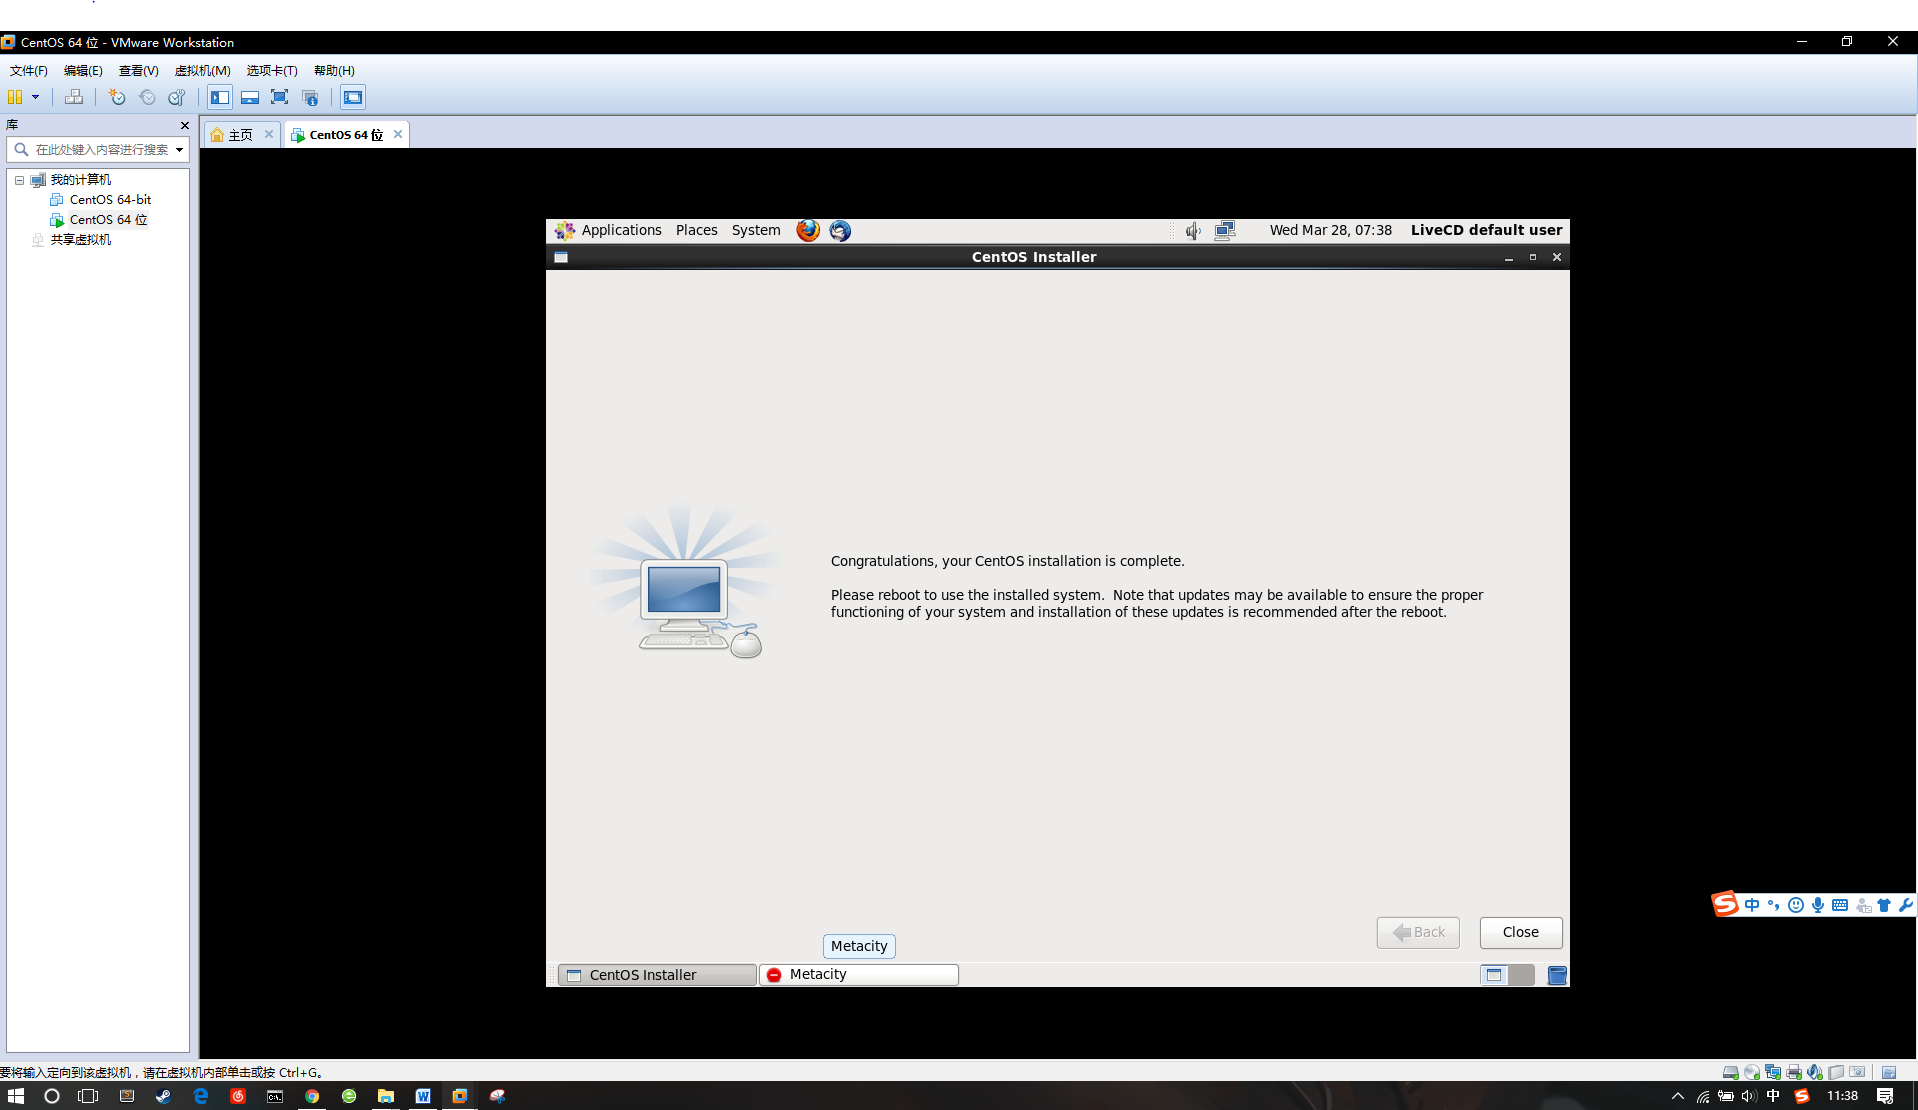 CentOS 64 位 - VMware Workstation
文件(F) 编辑(E) 查看(V) 虚拟机(M) 选项卡(T) 帮助(H)
库
主页
CentOS 64 位
在此处键入内容进行搜索
我的计算机
CentOS 64-bit
CentOS 64 位
共享虚拟机
Applications Places System Wed Mar 28, 07:38 LiveCD default user
CentOS Installer
Congratulations, your CentOS installation is complete.
Please reboot to use the installed system.  Note that updates may be available to ensure the proper
functioning of your system and installation of these updates is recommended after the reboot.
中
Back Close
Metacity
CentOS Installer Metacity
要将输入定向到该虚拟机，请在虚拟机内部单击或按 Ctrl+G。
中 11:38